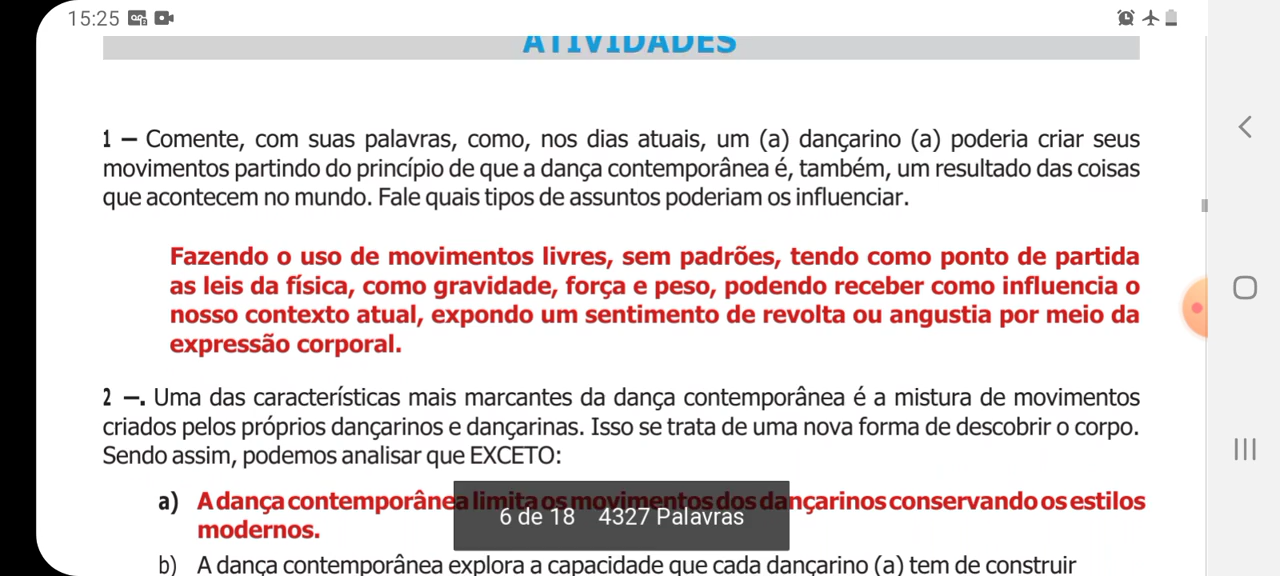 15:25
ATIVIDADES
1 — Comente, com suas palavras, como, nos dias atuais, um (a) dançarino (a) poderia criar seus
movimentos partindo do princípio de que a dança contemporânea é, também, um resultado das coisas
que acontecem no mundo. Fale quais tipos de assuntos poderiam os influenciar.
Fazendo o uso de movimentos livres, sem padrões, tendo como ponto de partida
as leis da física, como gravidade, força e peso, podendo receber como influencia o
nosso contexto atual, expondo um sentimento de revolta ou angustia por meio da
expressão corporal.
2 —. Uma das características mais marcantes da dança contemporânea é a mistura de movimentos
criados pelos próprios dançarinos e dançarinas. Isso se trata de uma nova forma de descobrir o corpo.
Sendo assim, podemos analisar que EXCETO:
a) A dança contemporânea limita os movimentos dos dançarinos conservando os estilos
modernos.
6 de 18 4327 Palavras
b) A dança contemporânea explora a capacidade que cada dançarino (a) tem de construir